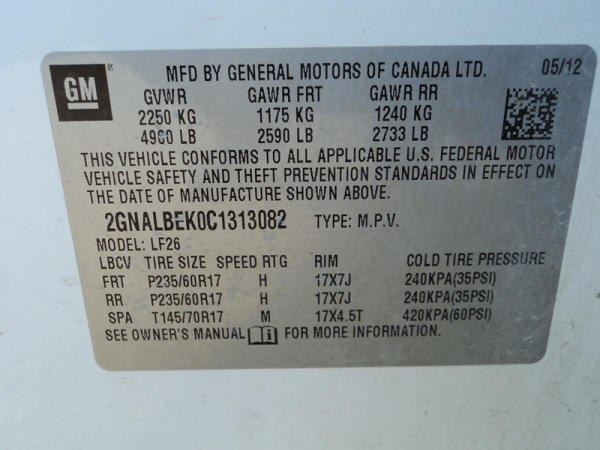 GM ® MFD BY GENERAL MOTORS OF CANADA LTD. 05/12
GVWR GAWR FRT GAWR RR
2250 KG 1175 KG 1240 KG
4960 LB 2590 LB 2733 LB
THIS VEHICLE CONFORMS TO ALL APPLICABLE U.S. FEDERAL MOTOR
VEHICLE SAFETY AND THEFT PREVENTION STANDARDS IN EFFECT ON
THE DATE OF MANUFACTURE SHOWN ABOVE.
2GNALBEK0C1313082 TYPE: M.P.V.
MODEL: LF26
LBCV TIRE SIZE SPEED RTG RIM COLD TIRE PRESSURE
FRT P235/60R17 H 17X7J 240KPA(35PSI)
RR P235/60R17 H 17X7J 240KPA(35PSI)
SPA T145/70R17 M 17X4.5T 420KPA(60PSI)
SEE OWNER'S MANUAL FOR MORE INFORMATION.